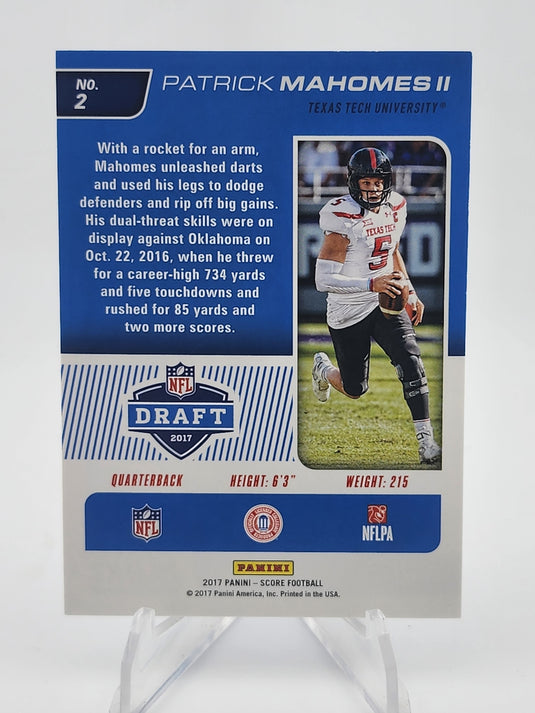 NO.
2
PATRICK MAHOMES II
TEXAS TECH UNIVERSITY®
With a rocket for an arm,
Mahomes unleashed darts
and used his legs to dodge
defenders and rip off big gains.
His dual-threat skills were on
display against Oklahoma on
Oct. 22, 2016, when he threw
for a career-high 734 yards
and five touchdowns and
rushed for 85 yards and
two more scores.
TEXAS TECH
5
C
NFL
DRAFT
2017
QUARTERBACK HEIGHT: 6'3" WEIGHT: 215
NFL
NFLPA
PANINI
2017 PANINI – SCORE FOOTBALL
© 2017 Panini America, Inc. Printed in the USA.